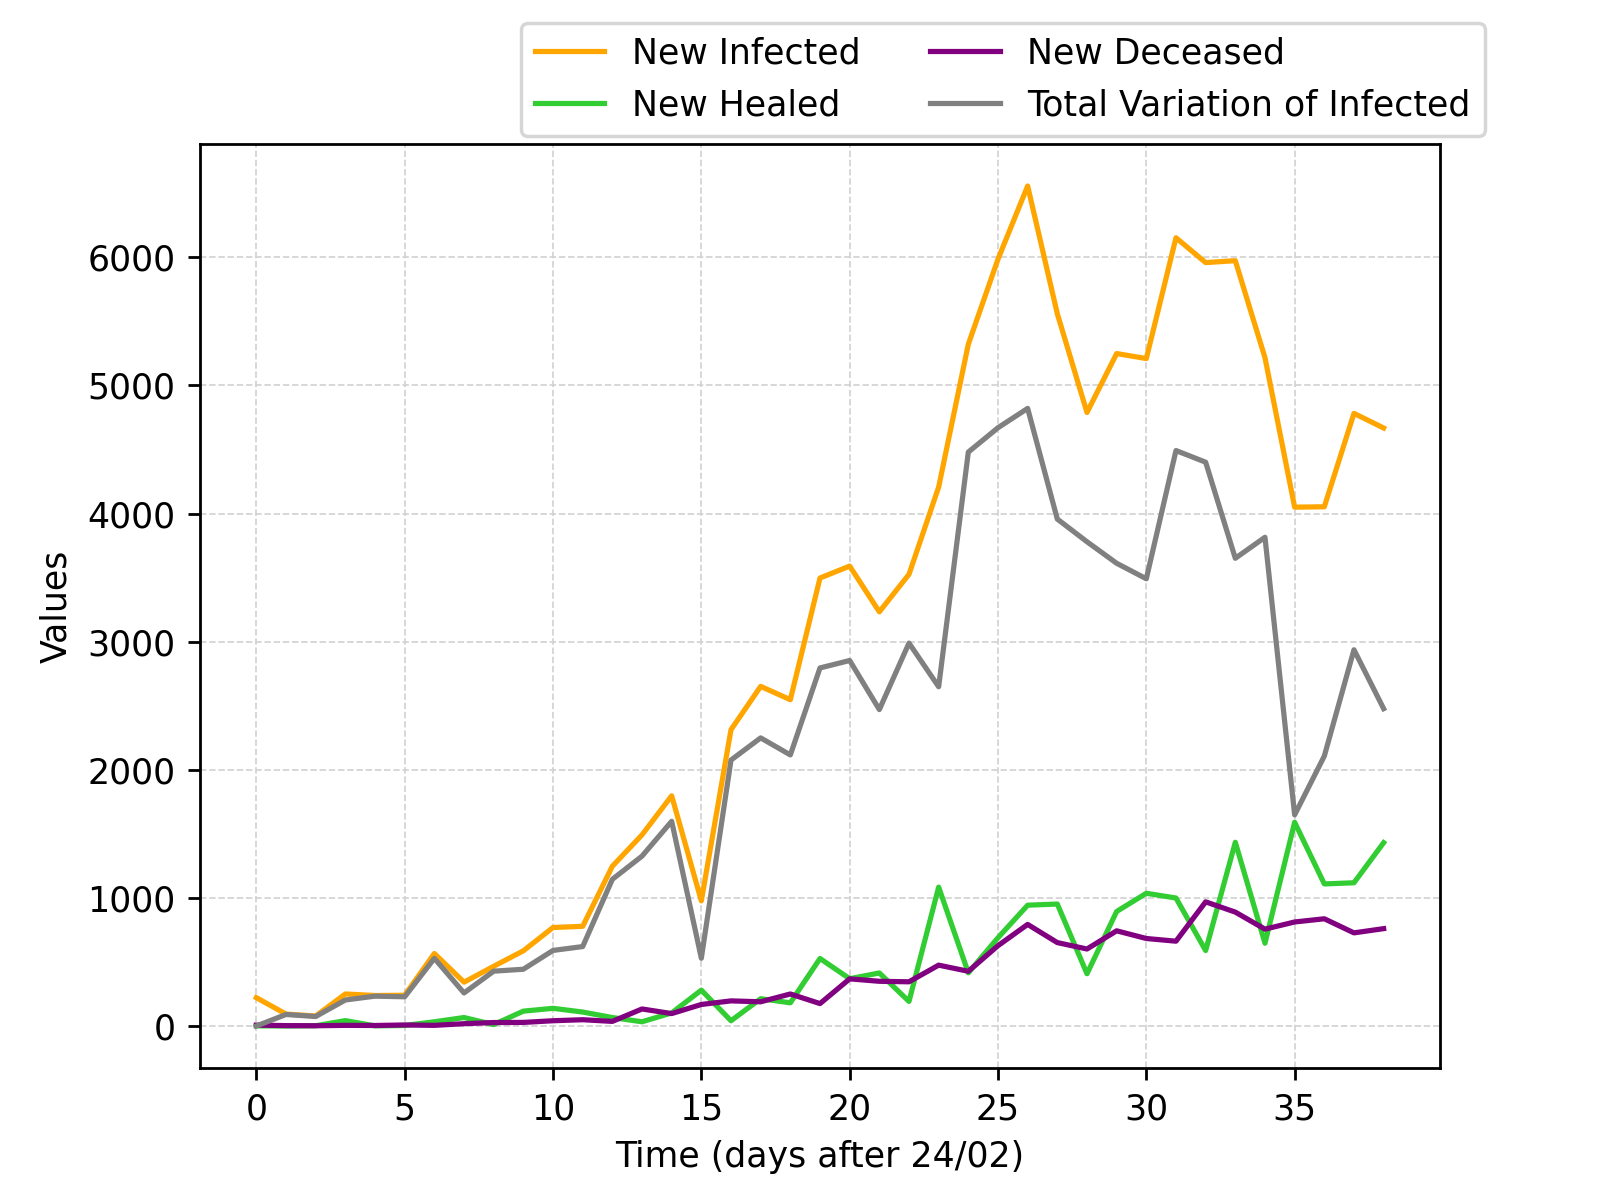 New Infected
New Healed
New Deceased
Total Variation of Infected
6000
5000
4000
3000
2000
1000
0
Values
0 5 10 15 20 25 30 35
Time (days after 24/02)